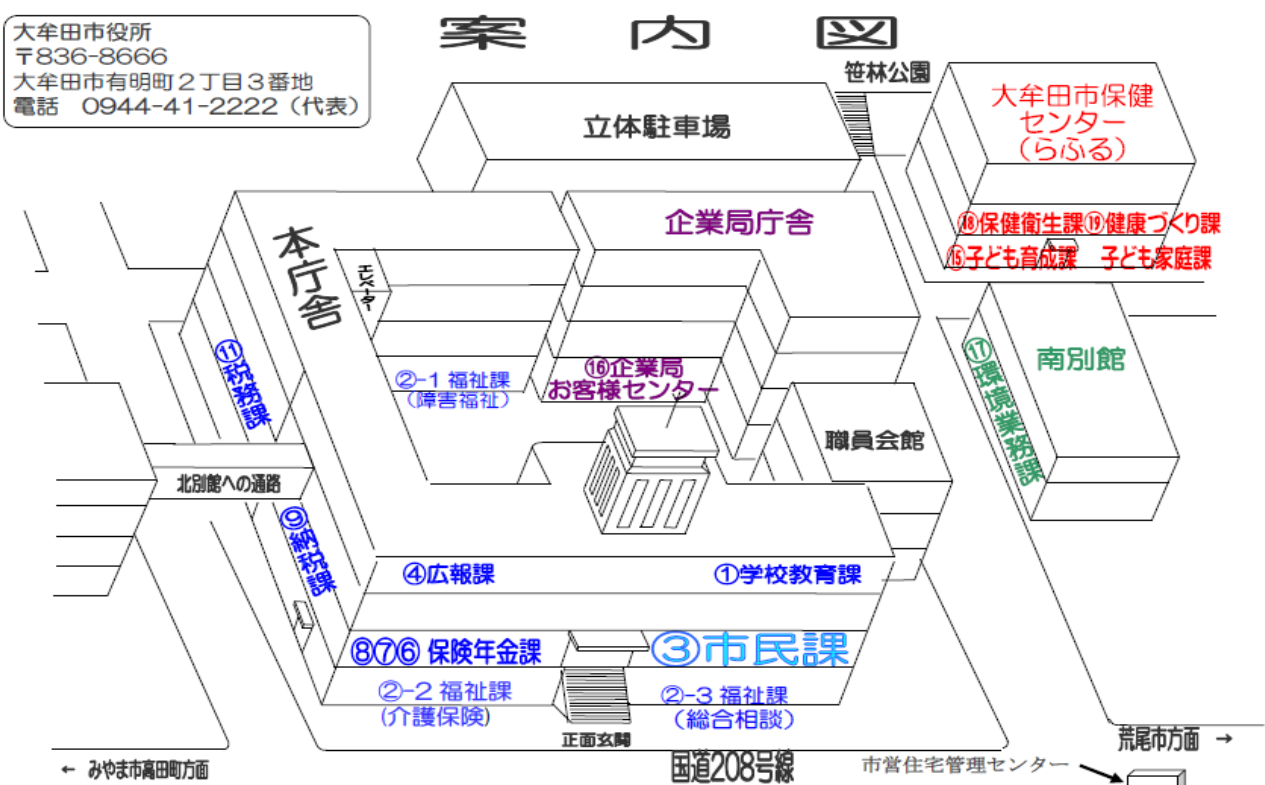 案内図
大牟田市役所
〒836-8666
大牟田市有明町2丁目3番地
電話 0944-41-2222（代表）
笹林公園
立体駐車場
大牟田市保健
センター
（らふる）
⑱保健衛生課⑲健康づくり課
⑮子ども育成課 子ども家庭課
企業局庁舎
本庁舎
エレベーター
⑪税務課
②-1 福祉課
（障害福祉）
⑯企業局
お客様センター
⑰環境業務課
南別館
職員会館
北別館への通路
⑨納税課
④広報課
①学校教育課
⑧⑦⑥ 保険年金課
③市民課
②-2 福祉課
(介護保険)
②-3 福祉課
（総合相談）
正面玄関
国道208号線
← みやま市高田町方面
荒尾市方面 →
市営住宅管理センター